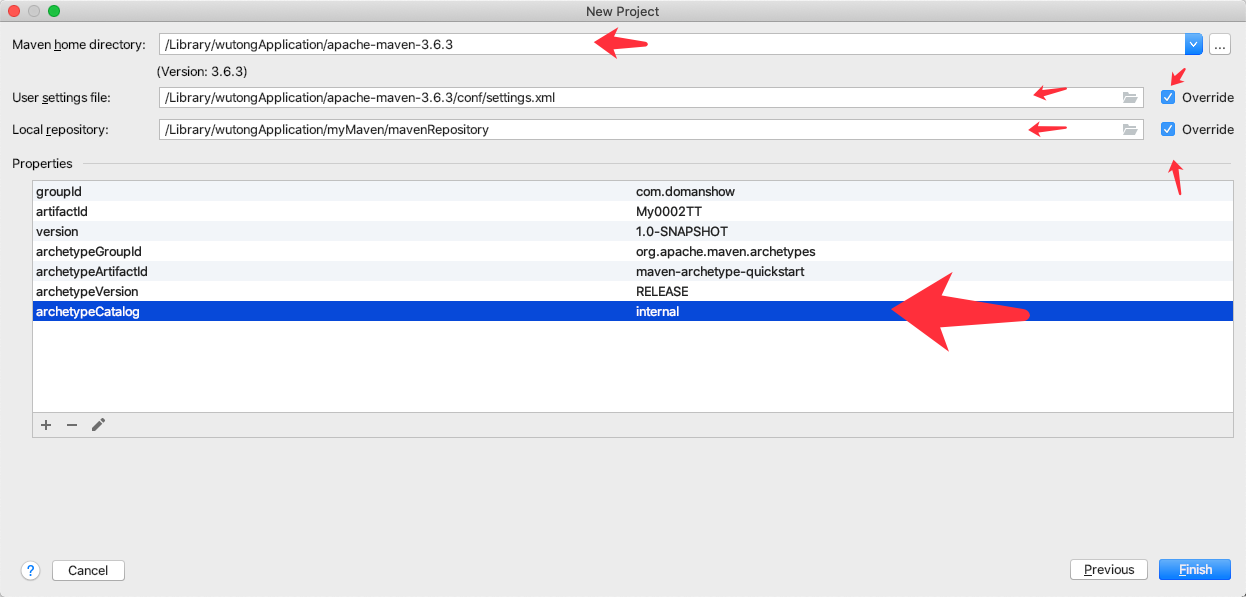 New Project
Maven home directory: /Library/wutongApplication/apache-maven-3.6.3 ...
(Version: 3.6.3)
User settings file: /Library/wutongApplication/apache-maven-3.6.3/conf/settings.xml Override
Local repository: /Library/wutongApplication/myMaven/mavenRepository Override
Properties
groupId com.domanshow
artifactId My0002TT
version 1.0-SNAPSHOT
archetypeGroupId org.apache.maven.archetypes
archetypeArtifactId maven-archetype-quickstart
archetypeVersion RELEASE
archetypeCatalog internal
? Cancel Previous Finish